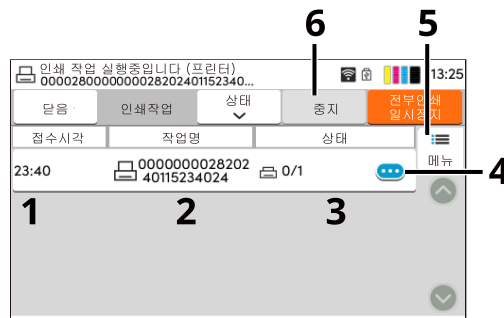 6
5
인쇄 작업 실행중입니다 (프린터)
00002800000000028202401152340...
13:25
닫음
인쇄작업
상태
중지
전부인쇄
일시정지
접수시각
작업명
상태
메뉴
23:40
0000000028202
40115234024
0/1
4
1
2
3